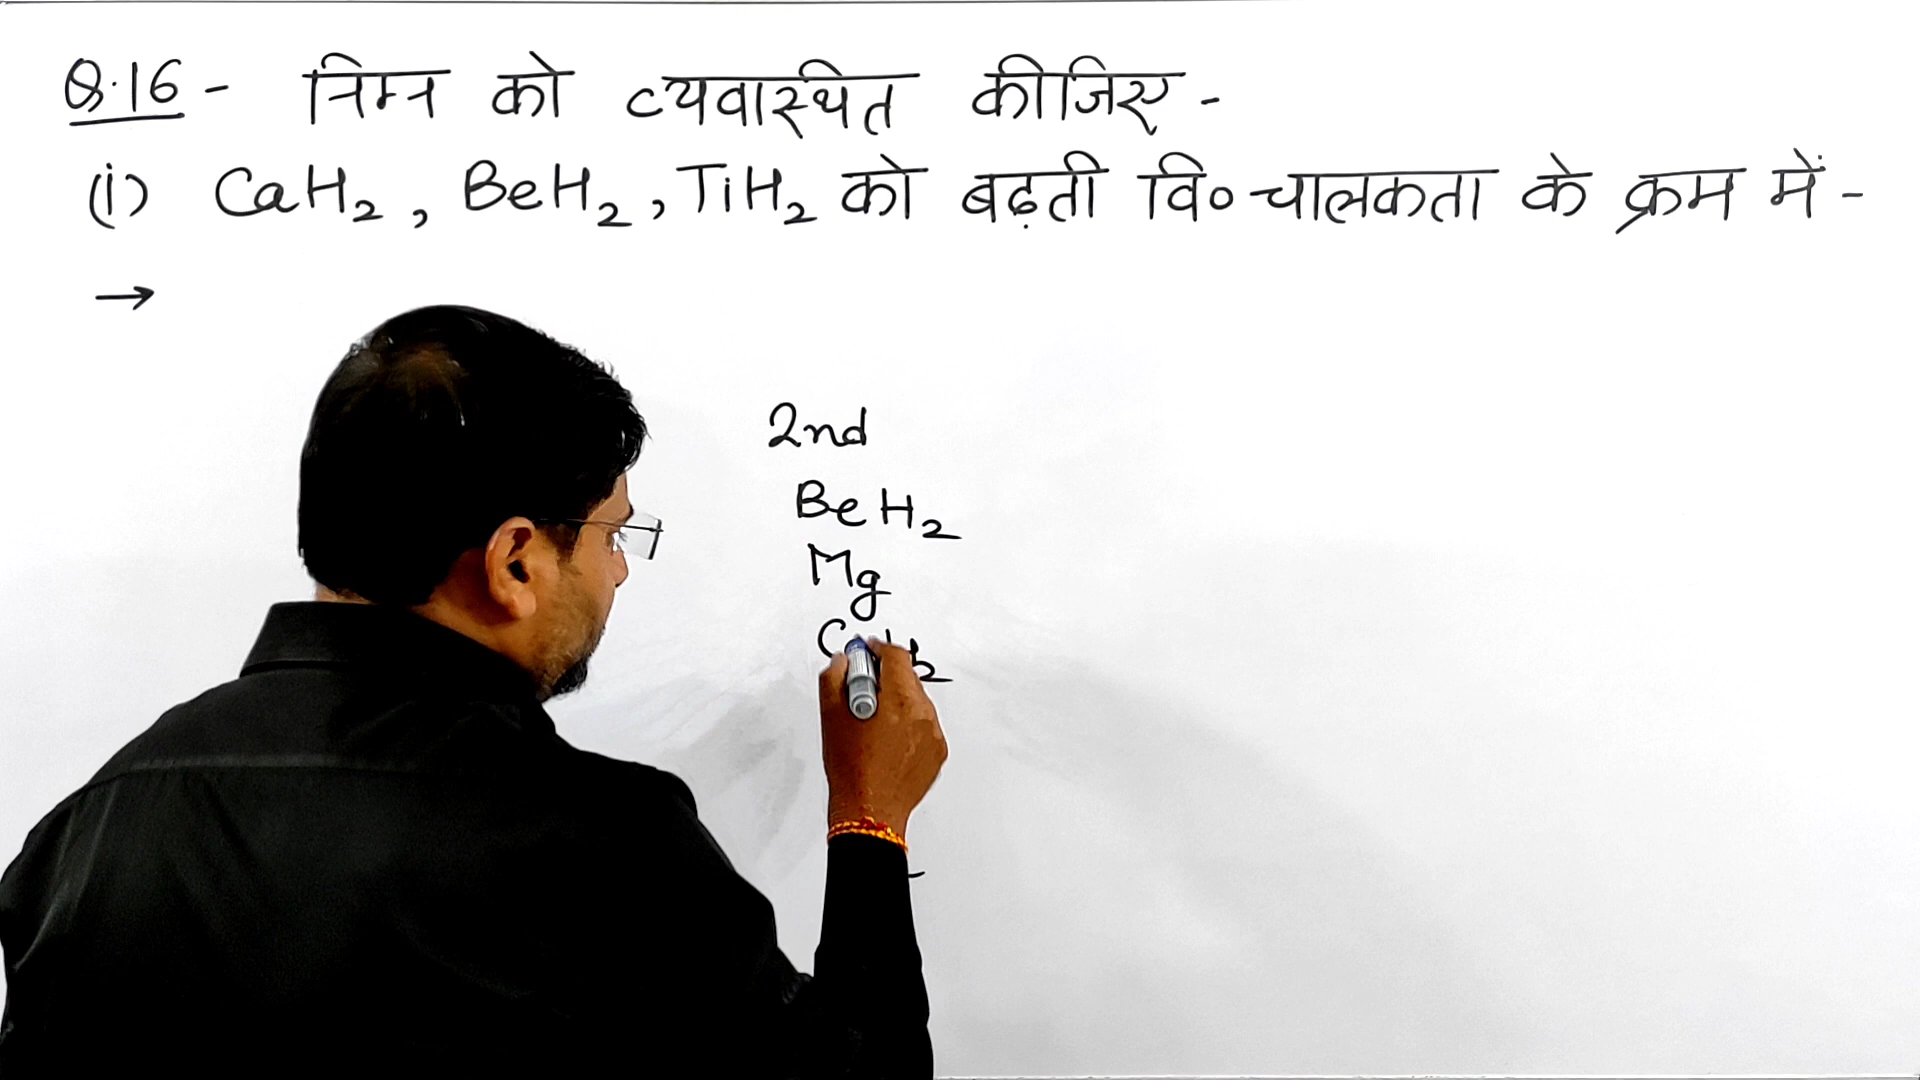 Q.16 - निम्न को व्यवस्थित कीजिए -
(i) CaH₂, BeH₂, TiH₂ को बढ़ती वि० चालकता के क्रम में -
→
2nd
BeH₂
Mg